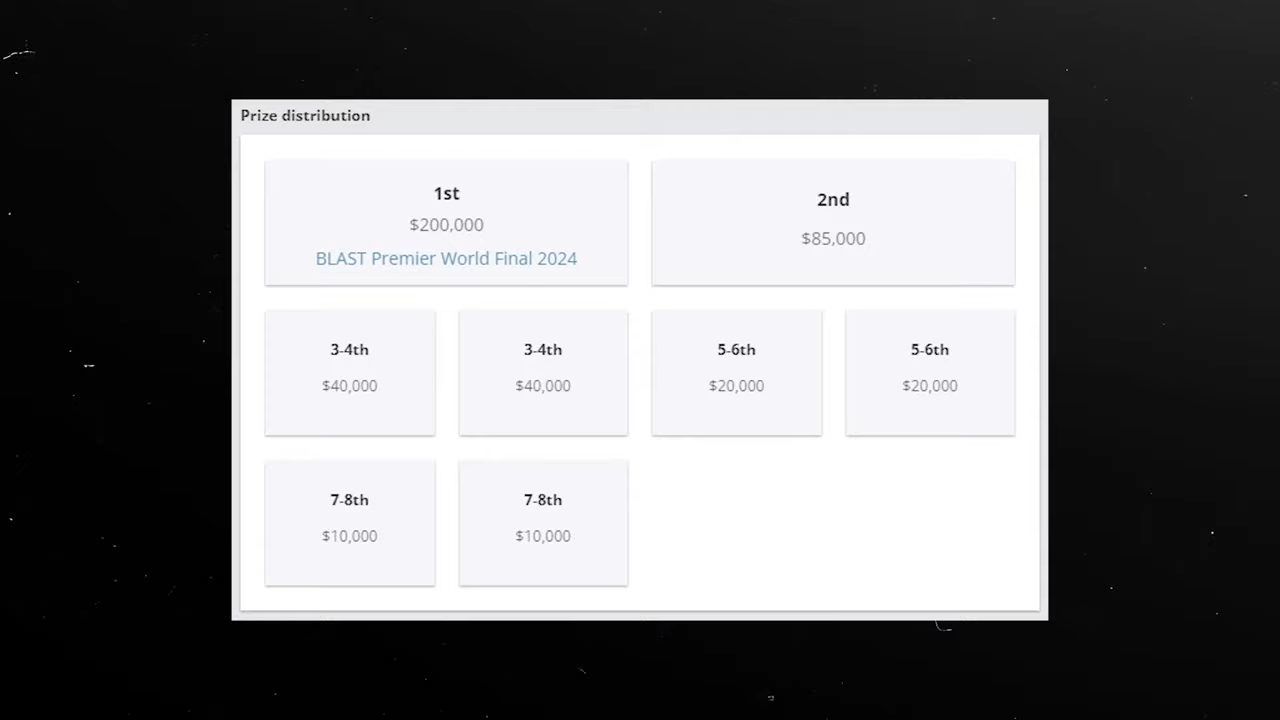 Prize distribution
1st
$200,000
BLAST Premier World Final 2024
2nd
$85,000
3-4th
$40,000
3-4th
$40,000
5-6th
$20,000
5-6th
$20,000
7-8th
$10,000
7-8th
$10,000